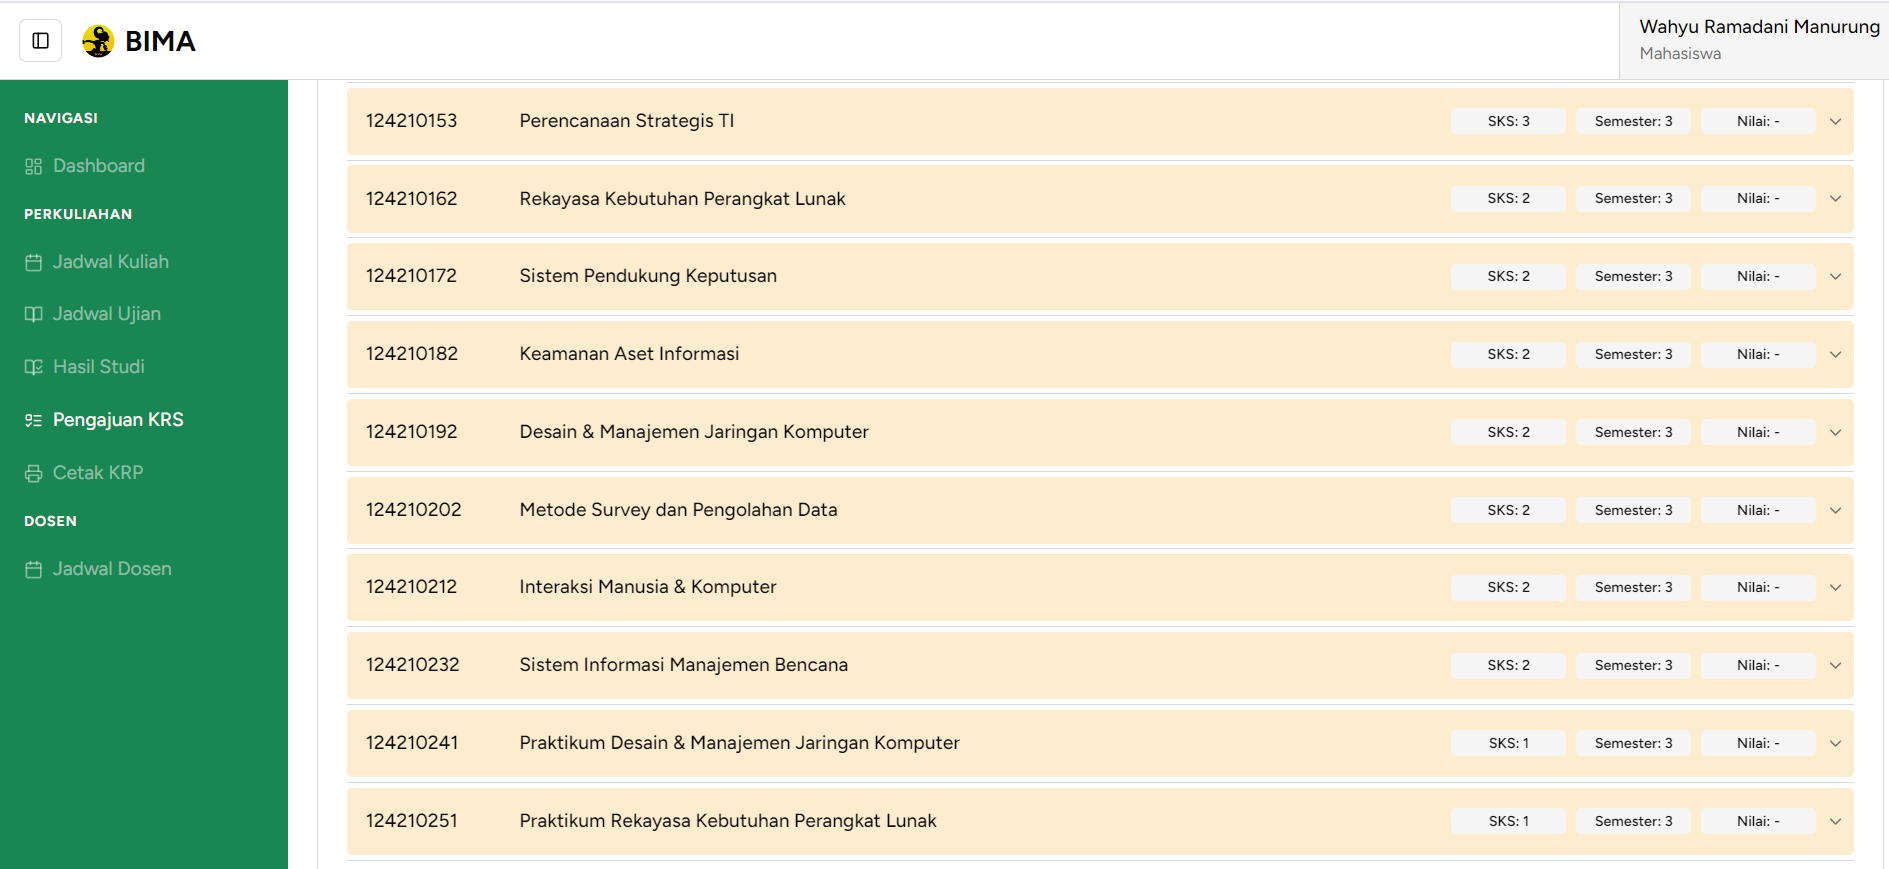 BIMA
Wahyu Ramadani Manurung
Mahasiswa
NAVIGASI
Dashboard
PERKULIAHAN
Jadwal Kuliah
Jadwal Ujian
Hasil Studi
Pengajuan KRS
Cetak KRP
DOSEN
Jadwal Dosen
124210153 Perencanaan Strategis TI SKS: 3 Semester: 3 Nilai: -
124210162 Rekayasa Kebutuhan Perangkat Lunak SKS: 2 Semester: 3 Nilai: -
124210172 Sistem Pendukung Keputusan SKS: 2 Semester: 3 Nilai: -
124210182 Keamanan Aset Informasi SKS: 2 Semester: 3 Nilai: -
124210192 Desain & Manajemen Jaringan Komputer SKS: 2 Semester: 3 Nilai: -
124210202 Metode Survey dan Pengolahan Data SKS: 2 Semester: 3 Nilai: -
124210212 Interaksi Manusia & Komputer SKS: 2 Semester: 3 Nilai: -
124210232 Sistem Informasi Manajemen Bencana SKS: 2 Semester: 3 Nilai: -
124210241 Praktikum Desain & Manajemen Jaringan Komputer SKS: 1 Semester: 3 Nilai: -
124210251 Praktikum Rekayasa Kebutuhan Perangkat Lunak SKS: 1 Semester: 3 Nilai: -